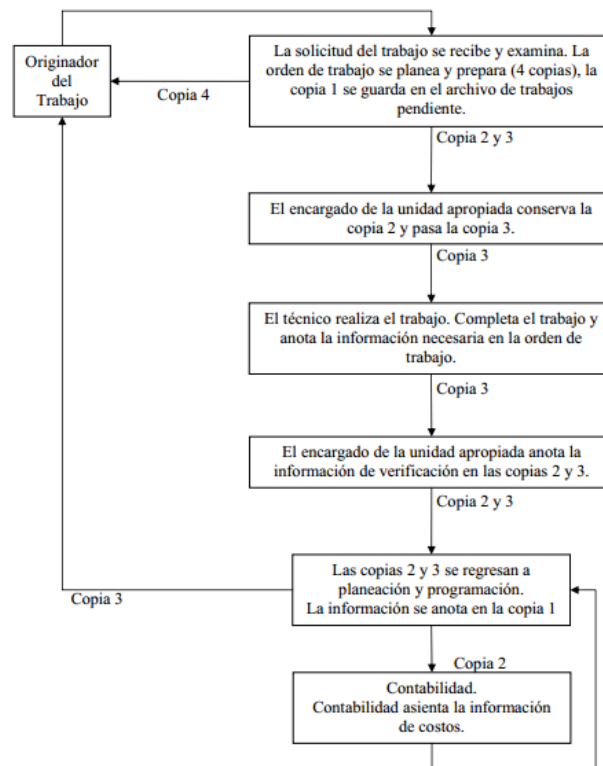 Originador
del
Trabajo
La solicitud del trabajo se recibe y examina. La
orden de trabajo se planea y prepara (4 copias), la
copia 1 se guarda en el archivo de trabajos
pendiente.
Copia 4
Copia 2 y 3
El encargado de la unidad apropiada conserva la
copia 2 y pasa la copia 3.
Copia 3
El técnico realiza el trabajo. Completa el trabajo y
anota la información necesaria en la orden de
trabajo.
Copia 3
El encargado de la unidad apropiada anota la
información de verificación en las copias 2 y 3.
Copia 2 y 3
Las copias 2 y 3 se regresan a
planeación y programación.
La información se anota en la copia 1
Copia 3
Copia 2
Contabilidad.
Contabilidad asienta la información
de costos.